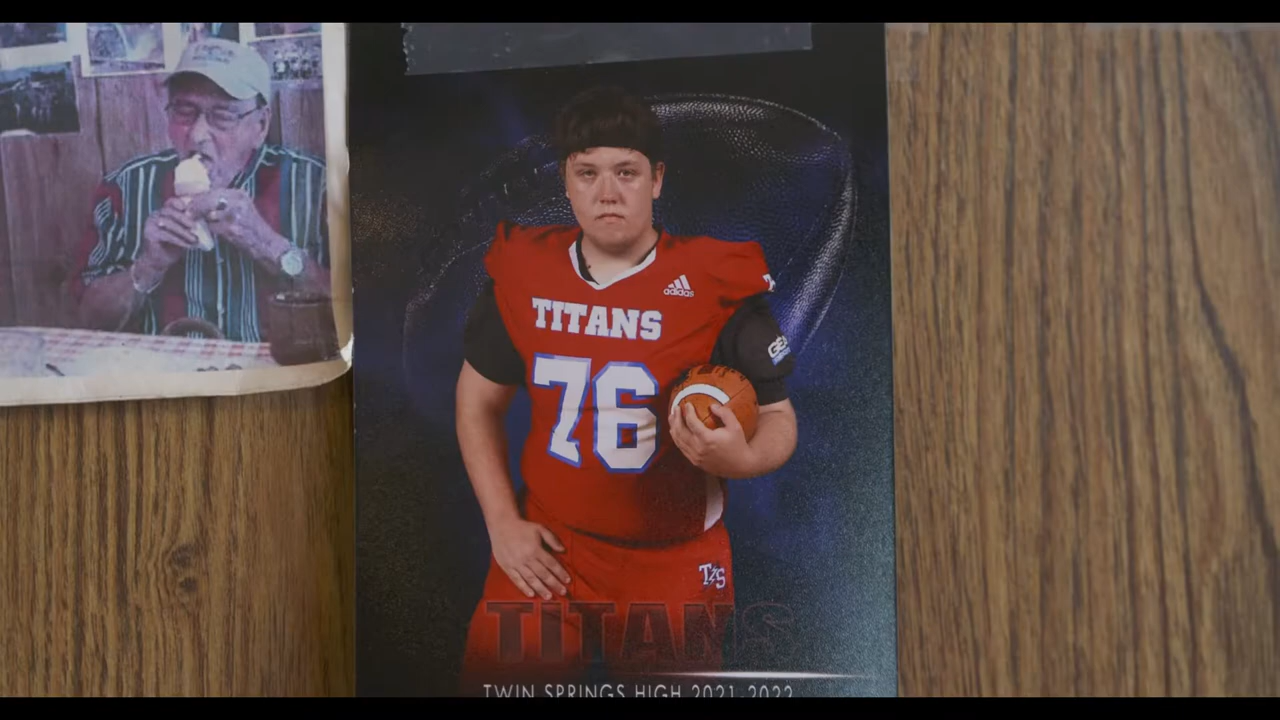 adidas
TITANS
76
T/S
TITANS
TWIN SPRINGS HIGH 2021-2022